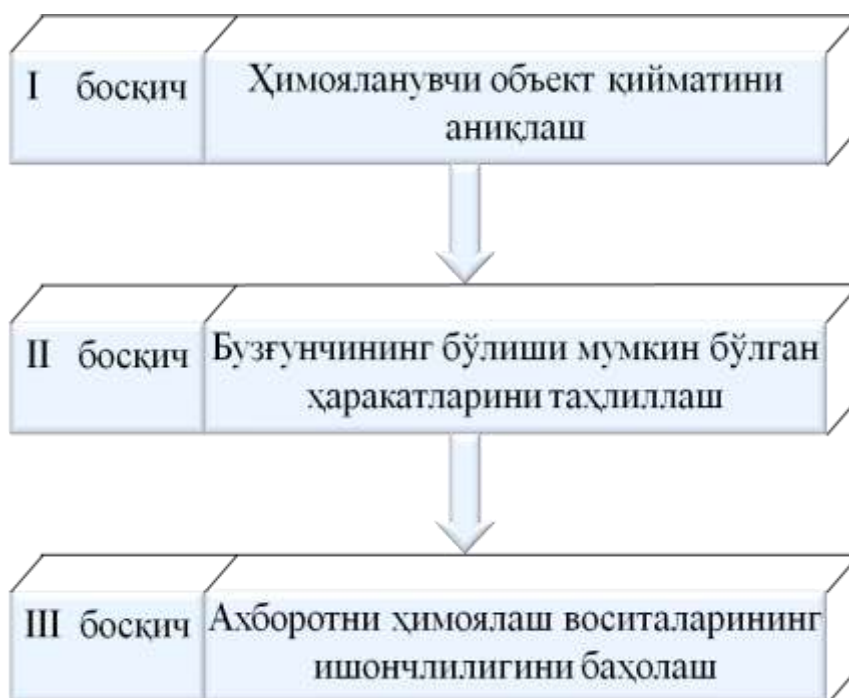 I босқич
Ҳимояланувчи объект қийматини
аниқлаш
II босқич
Бузғунчининг бўлиши мумкин бўлган
ҳаракатларини таҳлиллаш
III босқич
Ахборотни ҳимоялаш воситаларининг
ишончлилигини баҳолаш